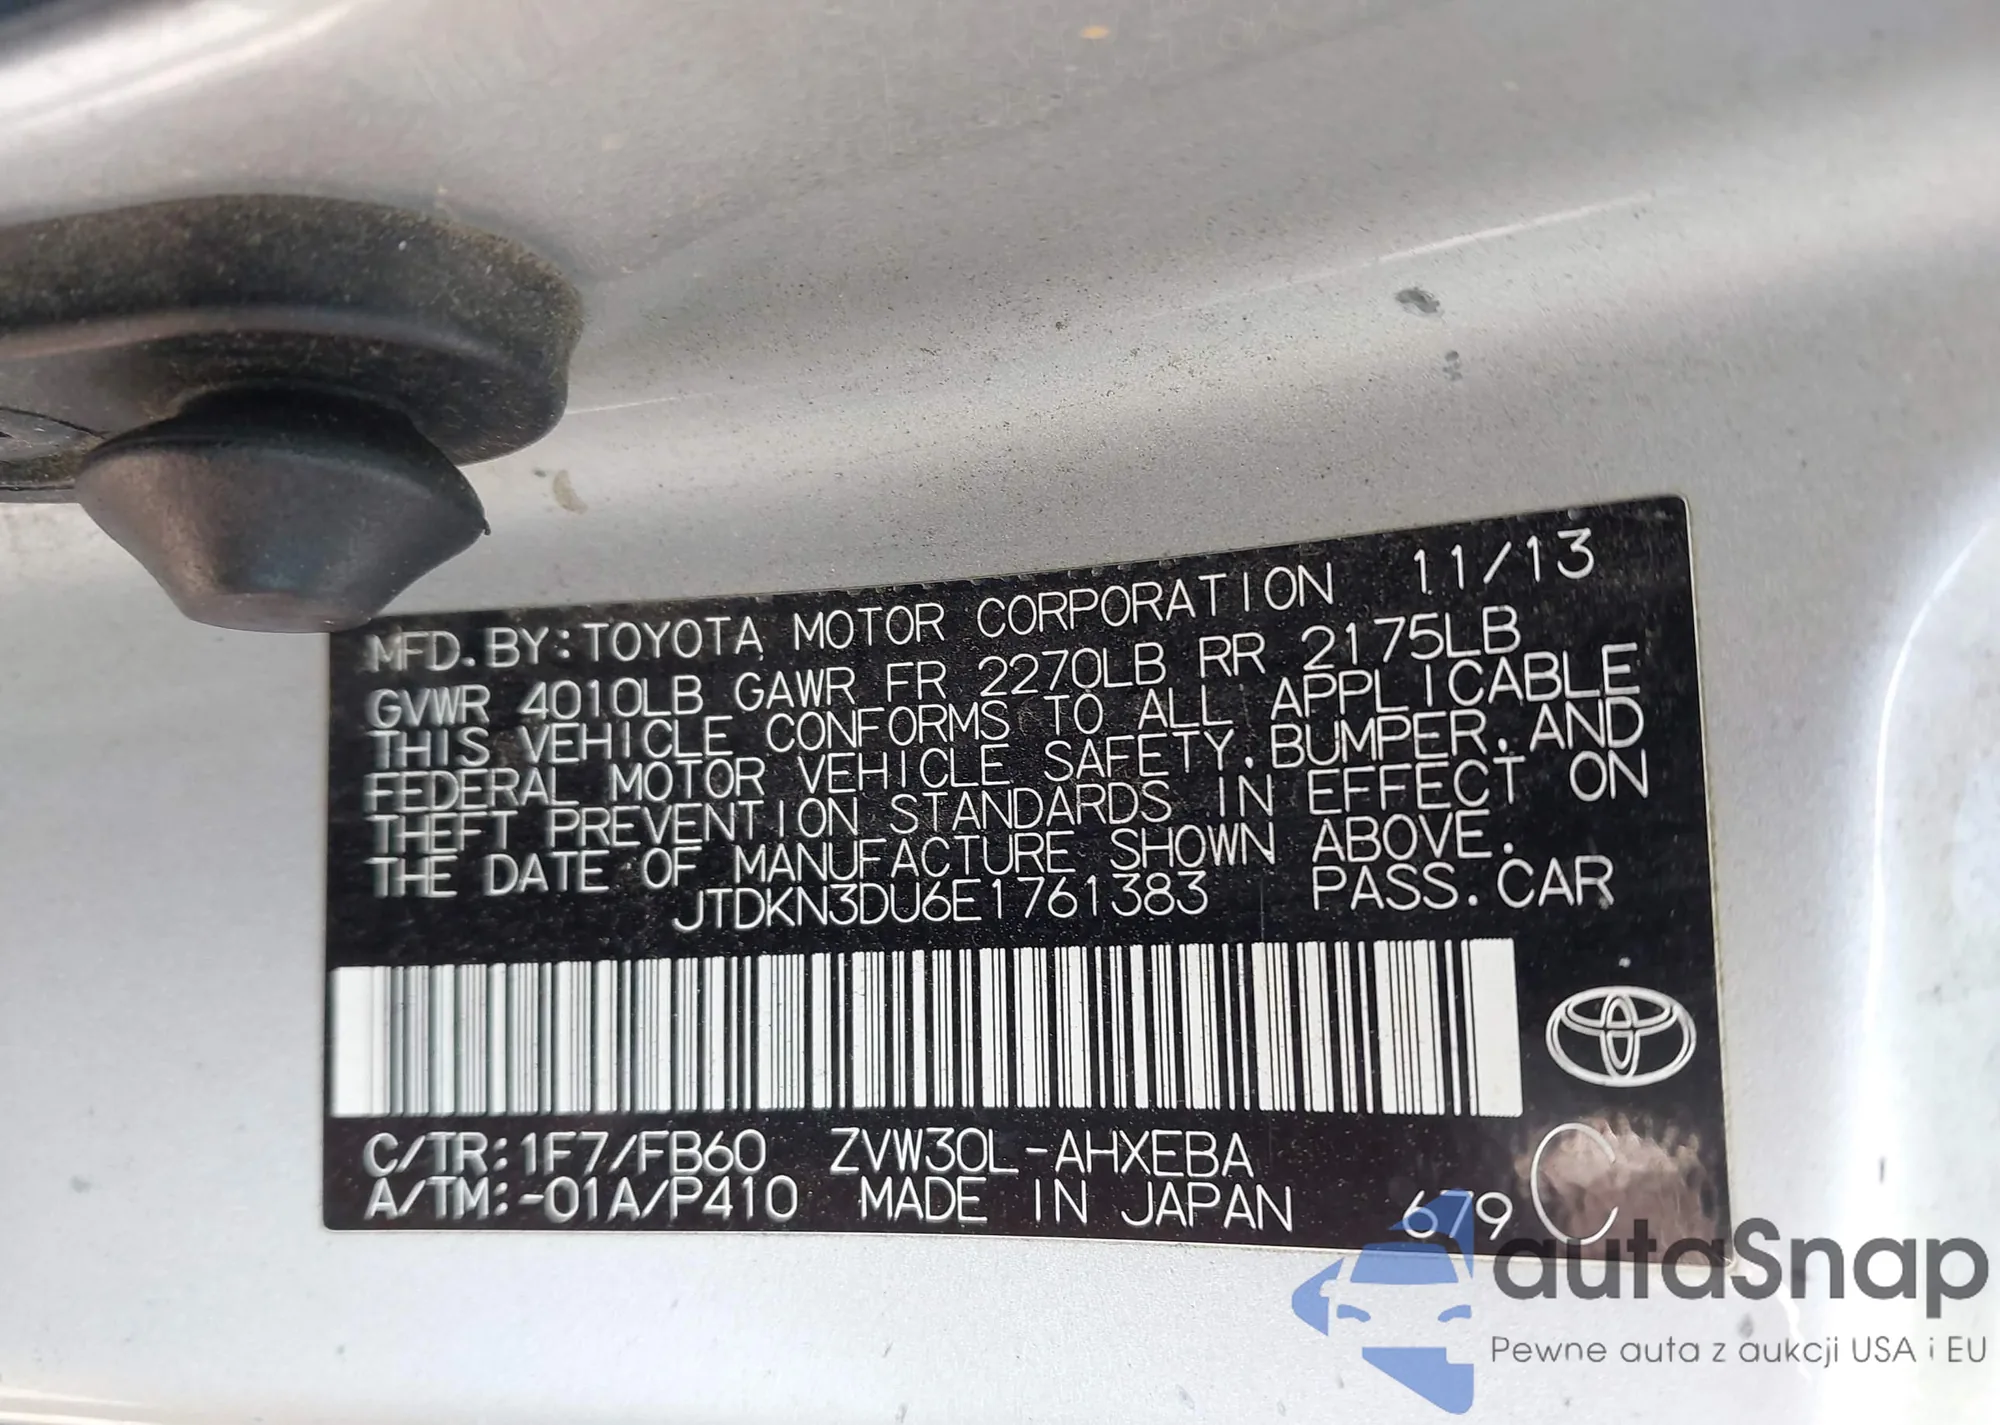 MFD. BY: TOYOTA MOTOR CORPORATION 11/13
GVWR 4010LB GAWR FR 2270LB RR 2175LB
THIS VEHICLE CONFORMS TO ALL APPLICABLE
FEDERAL MOTOR VEHICLE SAFETY, BUMPER, AND
THEFT PREVENTION STANDARDS IN EFFECT ON
THE DATE OF MANUFACTURE SHOWN ABOVE.
JTDKN3DU6E1761383 PASS. CAR
C/TR: 1F7/FB60 ZVW30L-AHXEBA
A/TM: -01A/P410 MADE IN JAPAN 679 C
autaSnap
Pewne auta z aukcji USA i EU